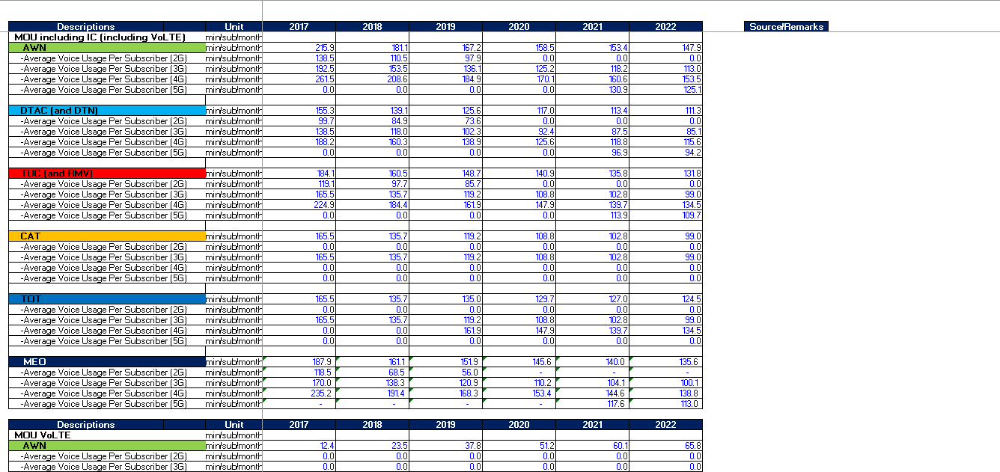 Descriptions Unit 2017 2018 2019 2020 2021 2022 Source/Remarks
MOU including IC (including VoLTE) min/sub/month
AWN min/sub/month 215.9 181.1 167.2 158.5 153.4 147.9
-Average Voice Usage Per Subscriber (2G) min/sub/month 138.5 110.5 97.9 0.0 0.0 0.0
-Average Voice Usage Per Subscriber (3G) min/sub/month 192.5 153.5 136.1 125.2 118.2 113.0
-Average Voice Usage Per Subscriber (4G) min/sub/month 261.5 208.6 184.9 170.1 160.6 153.5
-Average Voice Usage Per Subscriber (5G) min/sub/month 0.0 0.0 0.0 0.0 130.9 125.1
DTAC (and DTN) min/sub/month 155.3 139.1 125.6 117.0 113.4 111.3
-Average Voice Usage Per Subscriber (2G) min/sub/month 99.7 84.9 73.6 0.0 0.0 0.0
-Average Voice Usage Per Subscriber (3G) min/sub/month 138.5 118.0 102.3 92.4 87.5 85.1
-Average Voice Usage Per Subscriber (4G) min/sub/month 188.2 160.3 138.9 125.6 118.8 115.6
-Average Voice Usage Per Subscriber (5G) min/sub/month 0.0 0.0 0.0 0.0 96.9 94.2
TUC (and RMV) min/sub/month 184.1 160.5 148.7 140.9 135.8 131.8
-Average Voice Usage Per Subscriber (2G) min/sub/month 119.1 97.7 85.7 0.0 0.0 0.0
-Average Voice Usage Per Subscriber (3G) min/sub/month 165.5 135.7 119.2 108.8 102.8 99.0
-Average Voice Usage Per Subscriber (4G) min/sub/month 224.9 184.4 161.9 147.9 139.7 134.5
-Average Voice Usage Per Subscriber (5G) min/sub/month 0.0 0.0 0.0 0.0 113.9 109.7
CAT min/sub/month 165.5 135.7 119.2 108.8 102.8 99.0
-Average Voice Usage Per Subscriber (2G) min/sub/month 0.0 0.0 0.0 0.0 0.0 0.0
-Average Voice Usage Per Subscriber (3G) min/sub/month 165.5 135.7 119.2 108.8 102.8 99.0
-Average Voice Usage Per Subscriber (4G) min/sub/month 0.0 0.0 0.0 0.0 0.0 0.0
-Average Voice Usage Per Subscriber (5G) min/sub/month 0.0 0.0 0.0 0.0 0.0 0.0
TOT min/sub/month 165.5 135.7 135.0 129.7 127.0 124.5
-Average Voice Usage Per Subscriber (2G) min/sub/month 0.0 0.0 0.0 0.0 0.0 0.0
-Average Voice Usage Per Subscriber (3G) min/sub/month 165.5 135.7 119.2 108.8 102.8 99.0
-Average Voice Usage Per Subscriber (4G) min/sub/month 0.0 0.0 161.9 147.9 139.7 134.5
-Average Voice Usage Per Subscriber (5G) min/sub/month 0.0 0.0 0.0 0.0 0.0 0.0
MEO min/sub/month 187.9 161.1 151.9 145.6 140.0 135.6
-Average Voice Usage Per Subscriber (2G) min/sub/month 118.5 68.5 56.0 - - -
-Average Voice Usage Per Subscriber (3G) min/sub/month 170.0 138.3 120.9 110.2 104.1 100.1
-Average Voice Usage Per Subscriber (4G) min/sub/month 235.2 191.4 168.3 153.4 144.6 138.8
-Average Voice Usage Per Subscriber (5G) min/sub/month - - - - 117.6 113.0
Descriptions Unit 2017 2018 2019 2020 2021 2022
MOU VoLTE min/sub/month
AWN min/sub/month 12.4 23.5 37.8 51.2 60.1 65.8
-Average Voice Usage Per Subscriber (2G) min/sub/month 0.0 0.0 0.0 0.0 0.0 0.0
-Average Voice Usage Per Subscriber (3G) min/sub/month 0.0 0.0 0.0 0.0 0.0 0.0